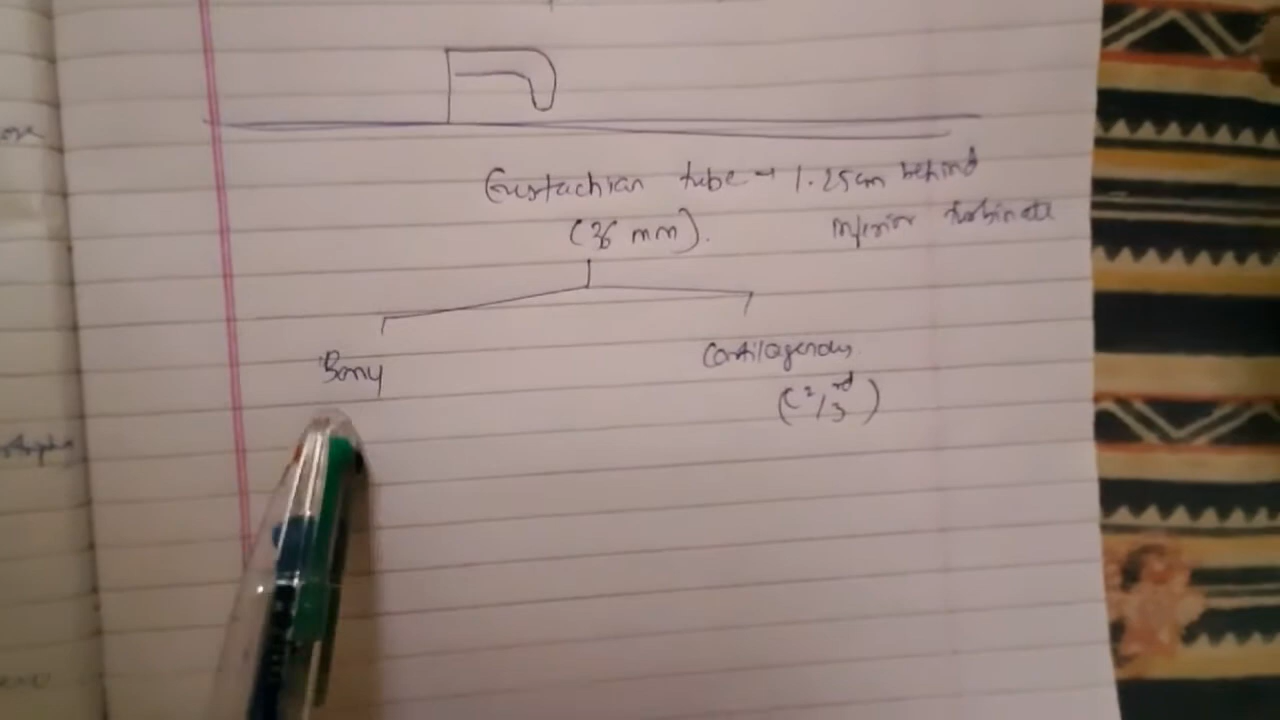 Eustachian tube → 1.25cm behind
(36 mm). inferior turbinate
Bony
Cartilagenous
(2/3rd)